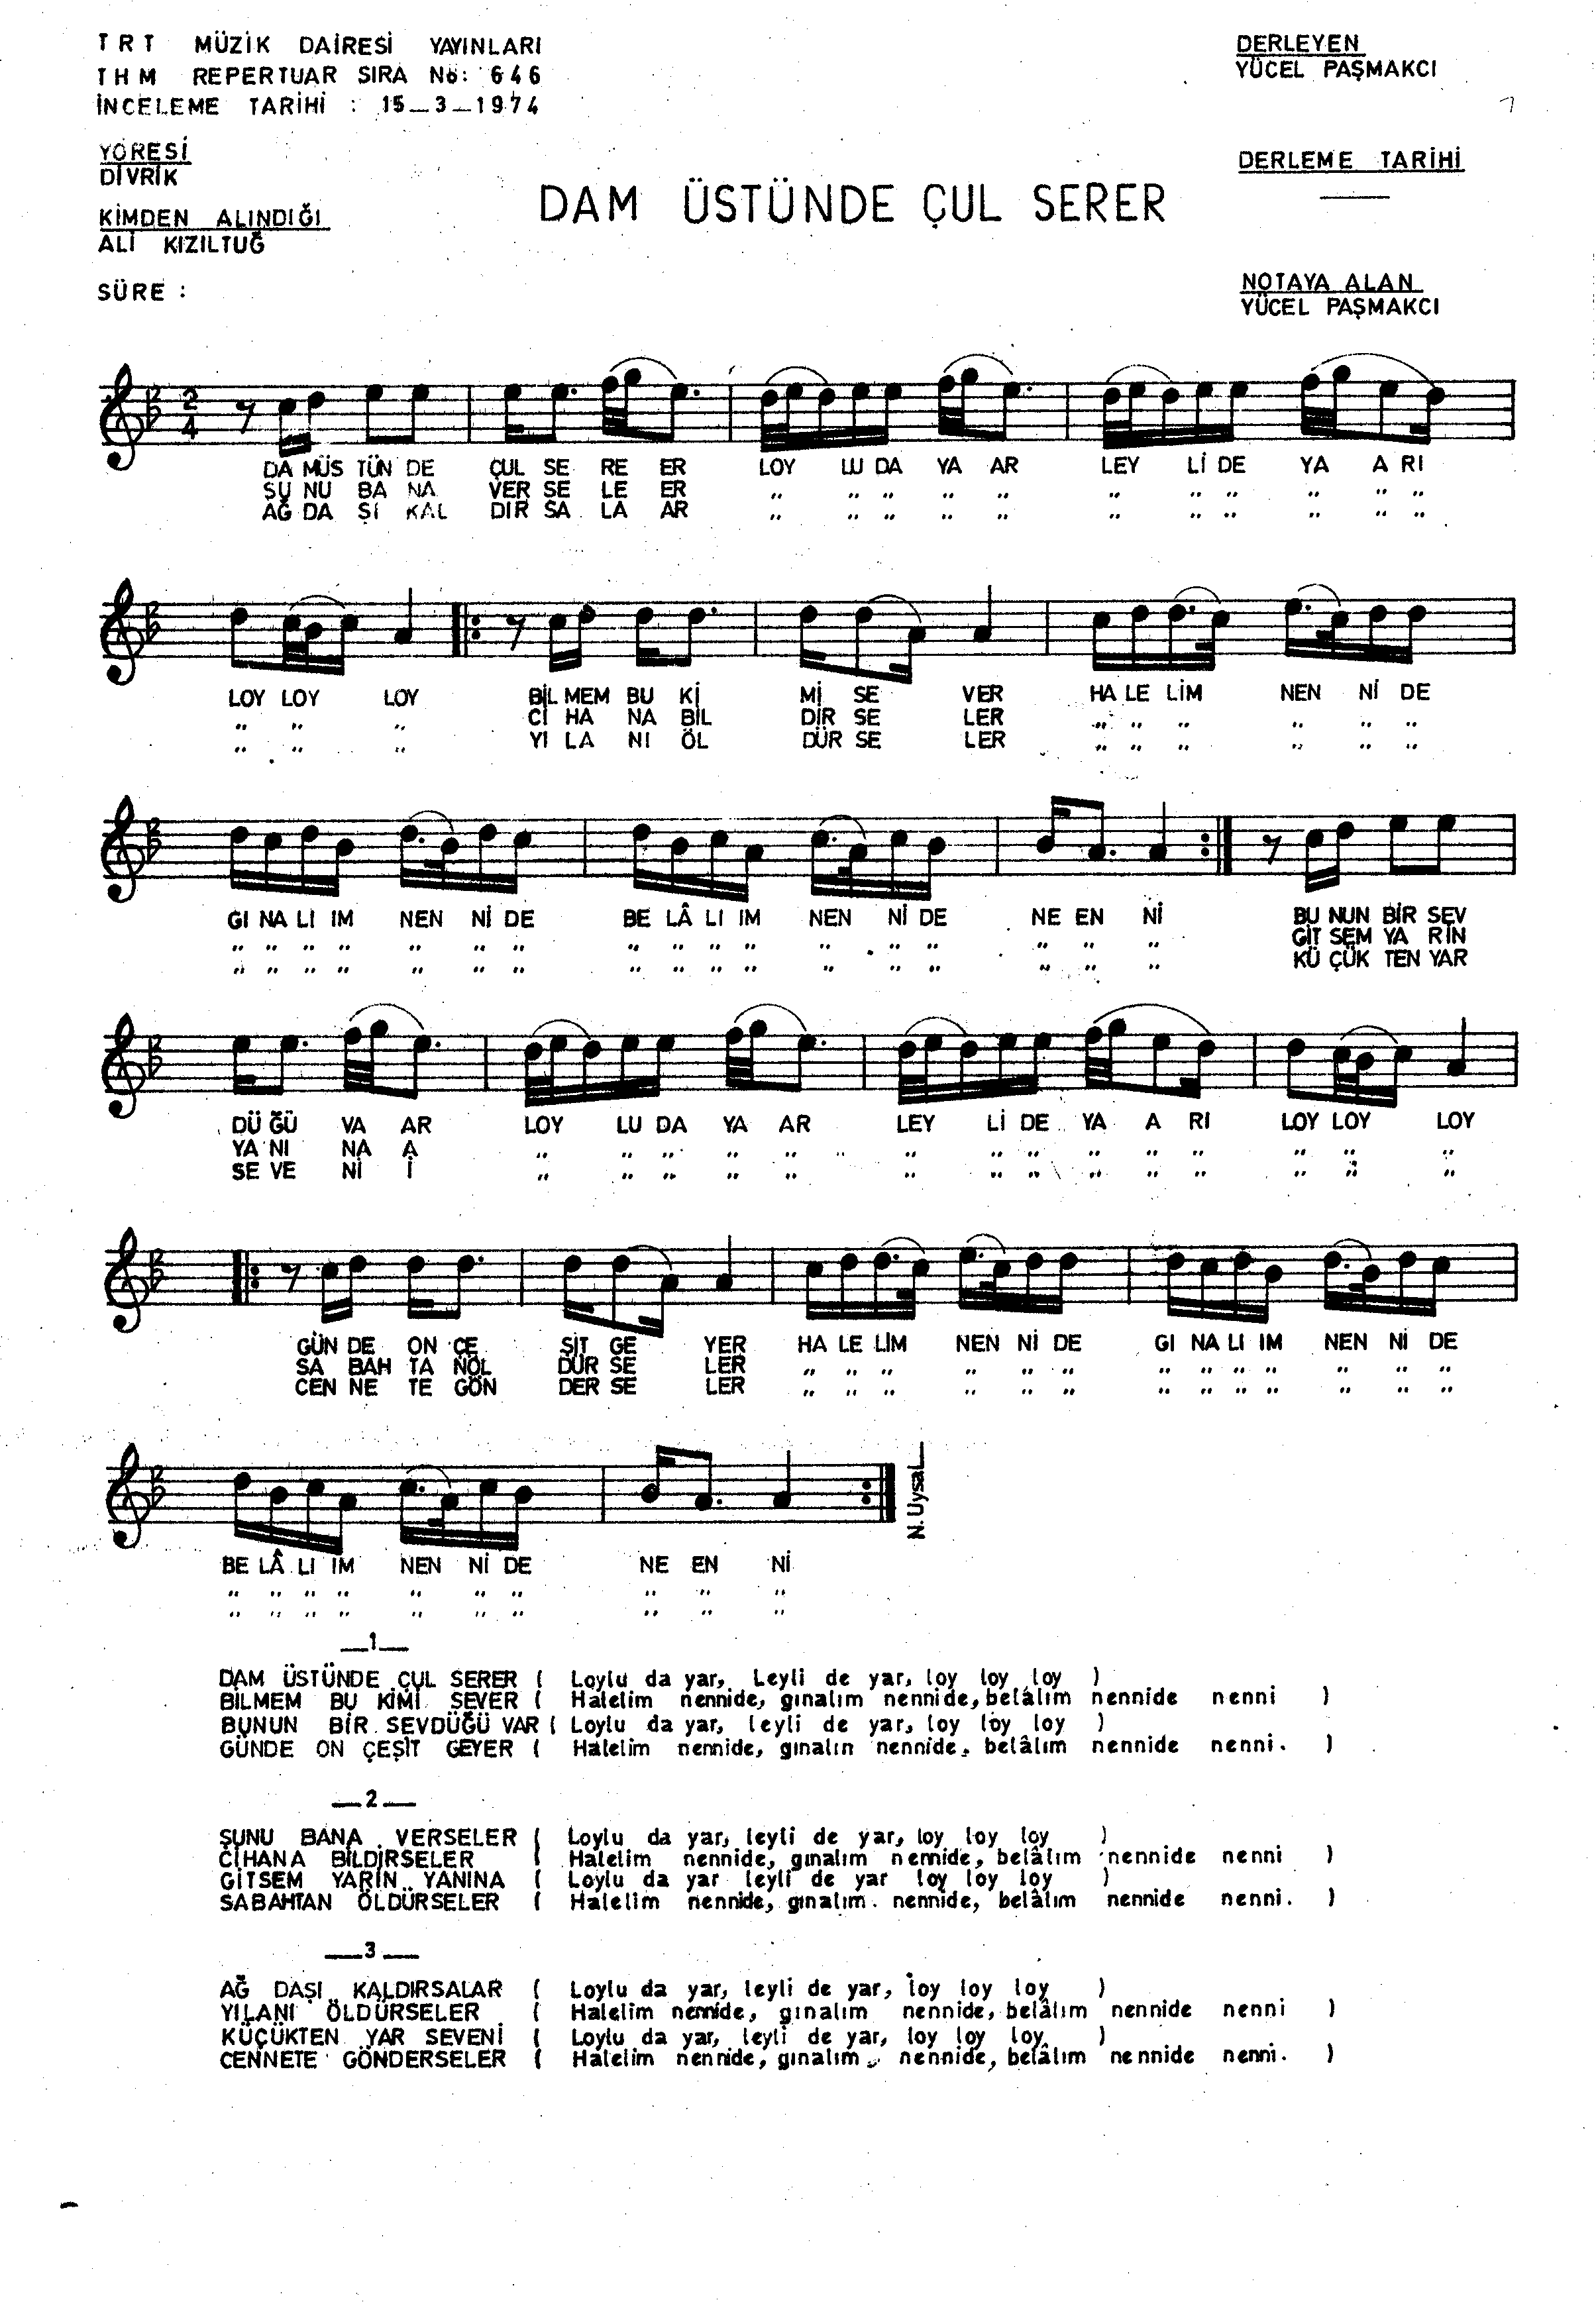 TRT MÜZİK DAİRESİ YAYINLARI
THM REPERTUAR SIRA No: 646
İNCELEME TARİHİ : 15_3_1974
DERLEYEN
YÜCEL PAŞMAKCI
YÖRESİ
DİVRİK
DERLEME TARİHİ
KİMDEN ALINDIĞI
ALİ KIZILTUĞ
DAM ÜSTÜNDE ÇUL SERER
SÜRE :
NOTAYA ALAN
YÜCEL PAŞMAKCI
2
4
DA MÜS TÜN DE ÇUL SE RE ER LOY LU DA YA AR LEY Lİ DE YA A RI
ŞU NU BA NA VER SE LE ER " " " " " " " " " " "
AĞ DA ŞI KAL DIR SA LA AR " " " " " " " " " " "
LOY LOY LOY BİL MEM BU Kİ Mİ SE VER HA LE LİM NEN Nİ DE
" " " Cİ HA NA BİL DİR SE LER " " " " " "
" " " YI LA NI ÖL DÜR SE LER " " " " " "
GI NA LI IM NEN Nİ DE BE LÂ LI IM NEN Nİ DE NE EN Nİ BU NUN BİR SEV
" " " " " " " " " " " " " " " " " GİT SEM YA RİN
" " " " " " " " " " " " " " " " " KÜ ÇÜK TEN YAR
DÜ ĞÜ VA AR LOY LU DA YA AR LEY Lİ DE YA A RI LOY LOY LOY
YA NI NA A " " " " " " " " " " " " " "
SE VE Nİ İ " " " " " " " " " " " " " "
GÜN DE ON ÇE ŞİT GE YER HA LE LİM NEN Nİ DE GI NA LI IM NEN Nİ DE
SA BAH TA NÖL DÜR SE LER " " " " " " " " " " " " "
CEN NE TE GÖN DER SE LER " " " " " " " " " " " " "
N. Uysal
BE LÂ LI IM NEN Nİ DE NE EN Nİ
" " " " " " " " " "
" " " " " " " " " "
_1_
DAM ÜSTÜNDE ÇUL SERER ( Loylu da yar, Leyli de yar, loy loy loy )
BİLMEM BU KİMİ SEVER ( Halelim nennide, gınalım nennide, belâlım nennide nenni )
BUNUN BİR SEVDÜĞÜ VAR ( Loylu da yar, leyli de yar, loy loy loy )
GÜNDE ON ÇEŞİT GEYER ( Halelim nennide, gınalın nennide, belâlım nennide nenni. )
_2_
ŞUNU BANA VERSELER ( Loylu da yar, leyli de yar, loy loy loy )
CİHANA BİLDİRSELER ( Halelim nennide, gınalım nennide, belâlım nennide nenni )
GİTSEM YARİN YANINA ( Loylu da yar leyli de yar loy loy loy )
SABAHTAN ÖLDÜRSELER ( Halelim nennide, gınalım. nennide, belâlım nennide nenni. )
_3_
AĞ DAŞI KALDIRSALAR ( Loylu da yar, leyli de yar, loy loy loy )
YILANI ÖLDÜRSELER ( Halelim nennide, gınalım nennide, belâlım nennide nenni )
KÜÇÜKTEN YAR SEVENİ ( Loylu da yar, leyli de yar, loy loy loy )
CENNETE GÖNDERSELER ( Halelim nennide, gınalım nennide, belâlım nennide nenni. )